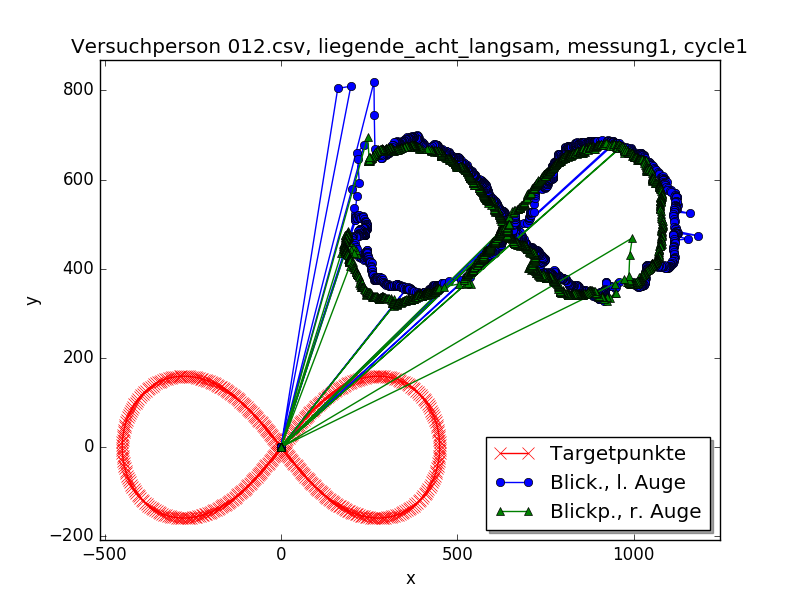 Versuchperson 012.csv, liegende_acht_langsam, messung1, cycle1
800
600
400
200
0
−200
y
−500
0
500
1000
x
Targetpunkte
Blick., l. Auge
Blickp., r. Auge